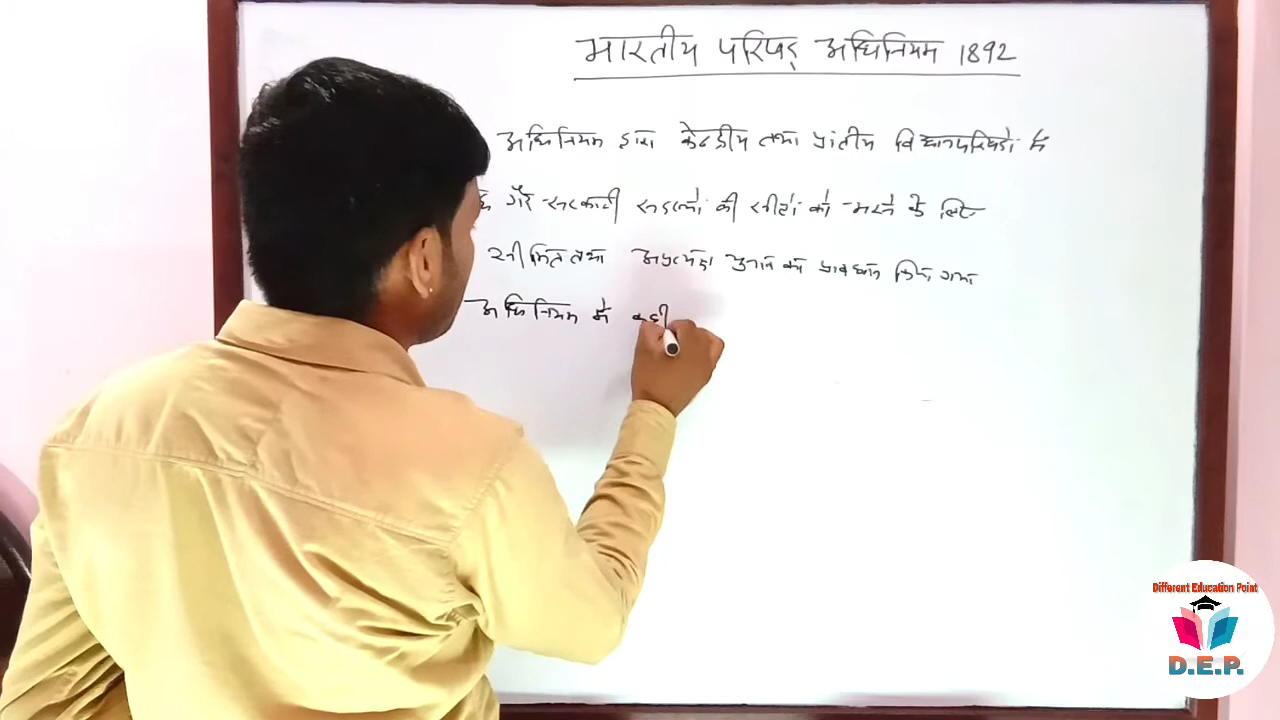 भारतीय परिषद् अधिनियम 1892
अधिनियम द्वारा केन्द्रीय तथा प्रांतीय विधानपरिषदो मे
गैर-सरकारी सदस्यो की सीटो को भरने के लिए
सीमित तथा अप्रत्यक्ष चुनाव का प्रावधान किया गया
अधिनियम मे कही
Different Education Point
D.E.P.